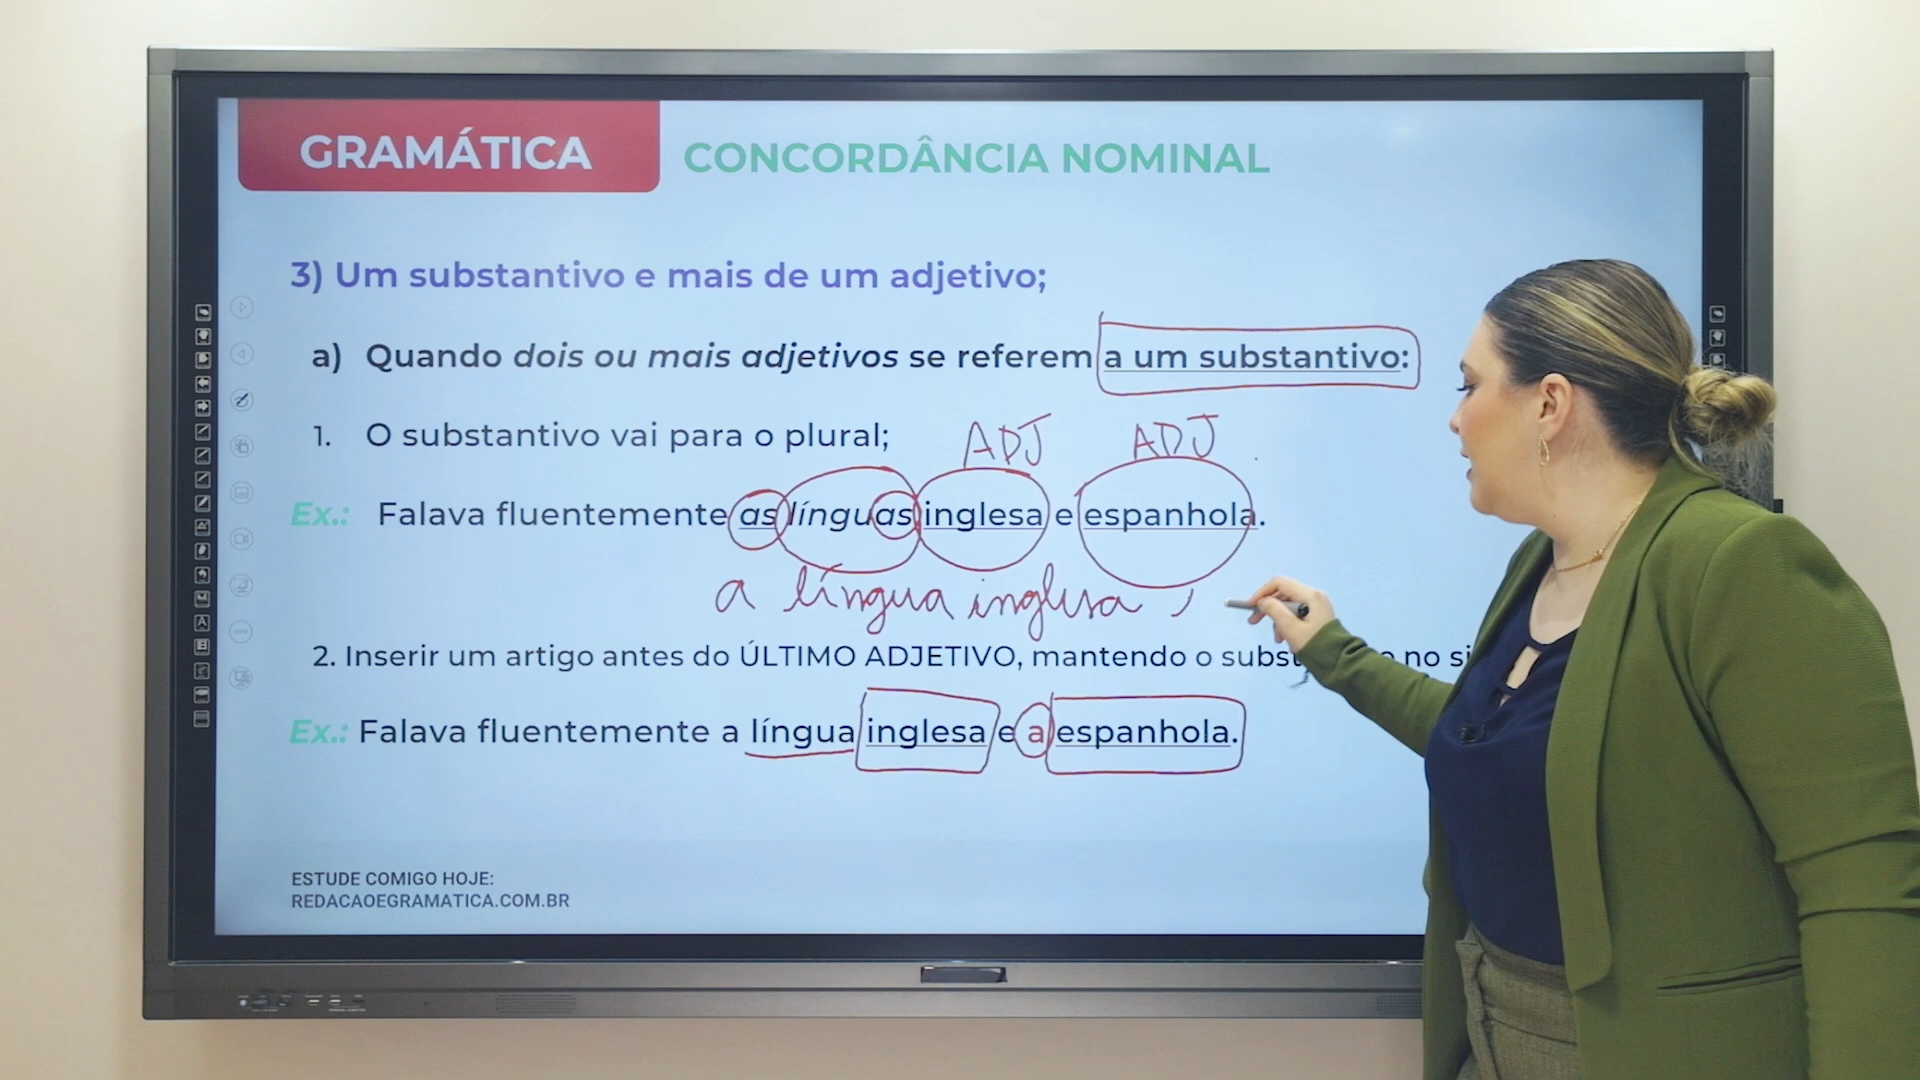 GRAMÁTICA CONCORDÂNCIA NOMINAL
3) Um substantivo e mais de um adjetivo;
a) Quando dois ou mais adjetivos se referem a um substantivo:
1. O substantivo vai para o plural;
ADJ ADJ
Ex.: Falava fluentemente as línguas inglesa e espanhola.
a língua inglesa,
2. Inserir um artigo antes do ÚLTIMO ADJETIVO, mantendo o no
Ex.: Falava fluentemente a língua inglesa e a espanhola.
ESTUDE COMIGO HOJE:
REDACAOEGRAMATICA.COM.BR